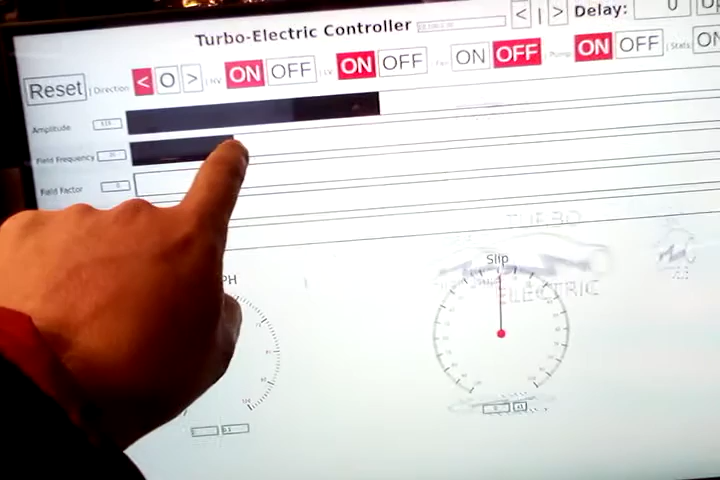 Turbo-Electric Controller < | > Delay: 0
Reset | Direction < O > | HV ON OFF | LV ON OFF | Fan ON OFF | Pump ON OFF | Stats ON
Amplitude
Field Frequency
Field Factor 0
TURBO
ELECTRIC
PH
Slip